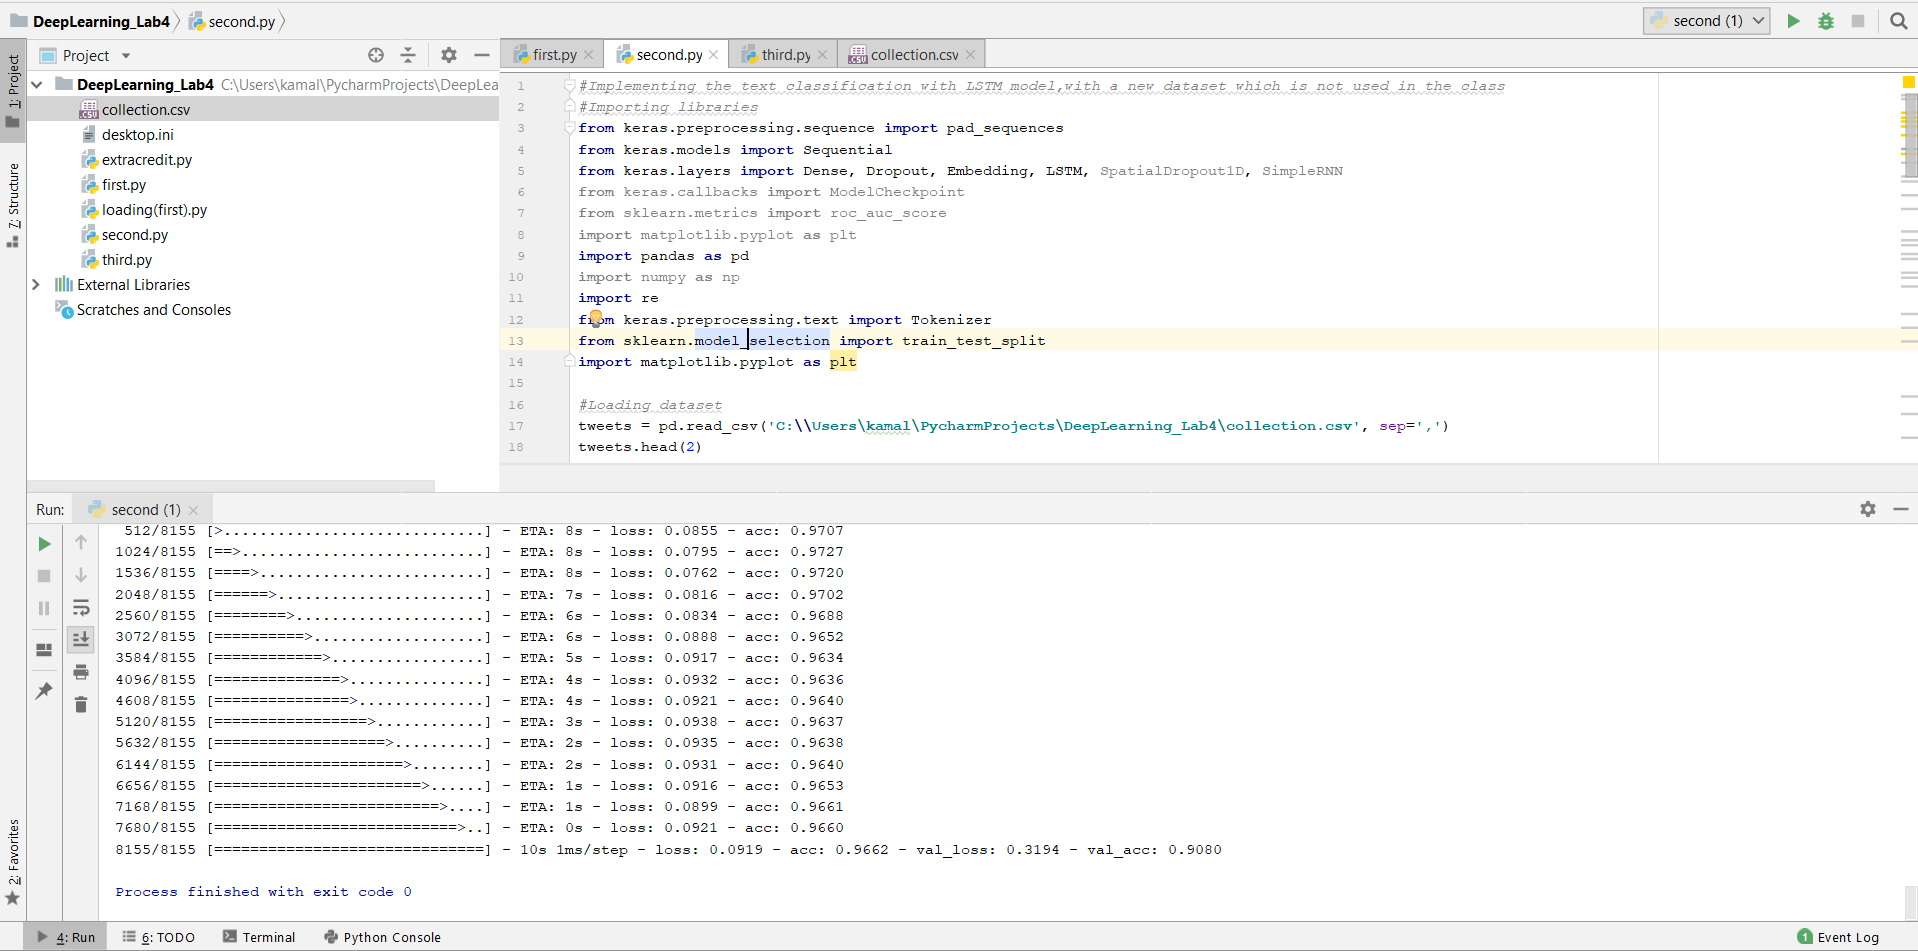 DeepLearning_Lab4 second.py
second (1)
1: Project
7: Structure
2: Favorites
Project
DeepLearning_Lab4 C:\Users\kamal\PycharmProjects\DeepLea
collection.csv
desktop.ini
extracredit.py
first.py
loading(first).py
second.py
third.py
External Libraries
Scratches and Consoles
first.py second.py third.py collection.csv
1 #Implementing the text classification with LSTM model,with a new dataset which is not used in the class
2 #Importing libraries
3 from keras.preprocessing.sequence import pad_sequences
4 from keras.models import Sequential
5 from keras.layers import Dense, Dropout, Embedding, LSTM, SpatialDropout1D, SimpleRNN
6 from keras.callbacks import ModelCheckpoint
7 from sklearn.metrics import roc_auc_score
8 import matplotlib.pyplot as plt
9 import pandas as pd
10 import numpy as np
11 import re
12 from keras.preprocessing.text import Tokenizer
13 from sklearn.model_selection import train_test_split
14 import matplotlib.pyplot as plt
15
16 #Loading dataset
17 tweets = pd.read_csv('C:\\Users\kamal\PycharmProjects\DeepLearning_Lab4\collection.csv', sep=',')
18 tweets.head(2)
Run: second (1)
512/8155 [>.............................] - ETA: 8s - loss: 0.0855 - acc: 0.9707
1024/8155 [==>...........................] - ETA: 8s - loss: 0.0795 - acc: 0.9727
1536/8155 [====>.........................] - ETA: 8s - loss: 0.0762 - acc: 0.9720
2048/8155 [======>.......................] - ETA: 7s - loss: 0.0816 - acc: 0.9702
2560/8155 [========>.....................] - ETA: 6s - loss: 0.0834 - acc: 0.9688
3072/8155 [==========>...................] - ETA: 6s - loss: 0.0888 - acc: 0.9652
3584/8155 [============>.................] - ETA: 5s - loss: 0.0917 - acc: 0.9634
4096/8155 [==============>...............] - ETA: 4s - loss: 0.0932 - acc: 0.9636
4608/8155 [===============>..............] - ETA: 4s - loss: 0.0921 - acc: 0.9640
5120/8155 [=================>............] - ETA: 3s - loss: 0.0938 - acc: 0.9637
5632/8155 [===================>..........] - ETA: 2s - loss: 0.0935 - acc: 0.9638
6144/8155 [=====================>........] - ETA: 2s - loss: 0.0931 - acc: 0.9640
6656/8155 [=======================>......] - ETA: 1s - loss: 0.0916 - acc: 0.9653
7168/8155 [=========================>....] - ETA: 1s - loss: 0.0899 - acc: 0.9661
7680/8155 [===========================>..] - ETA: 0s - loss: 0.0921 - acc: 0.9660
8155/8155 [==============================] - 10s 1ms/step - loss: 0.0919 - acc: 0.9662 - val_loss: 0.3194 - val_acc: 0.9080
Process finished with exit code 0
4: Run 6: TODO Terminal Python Console
1 Event Log